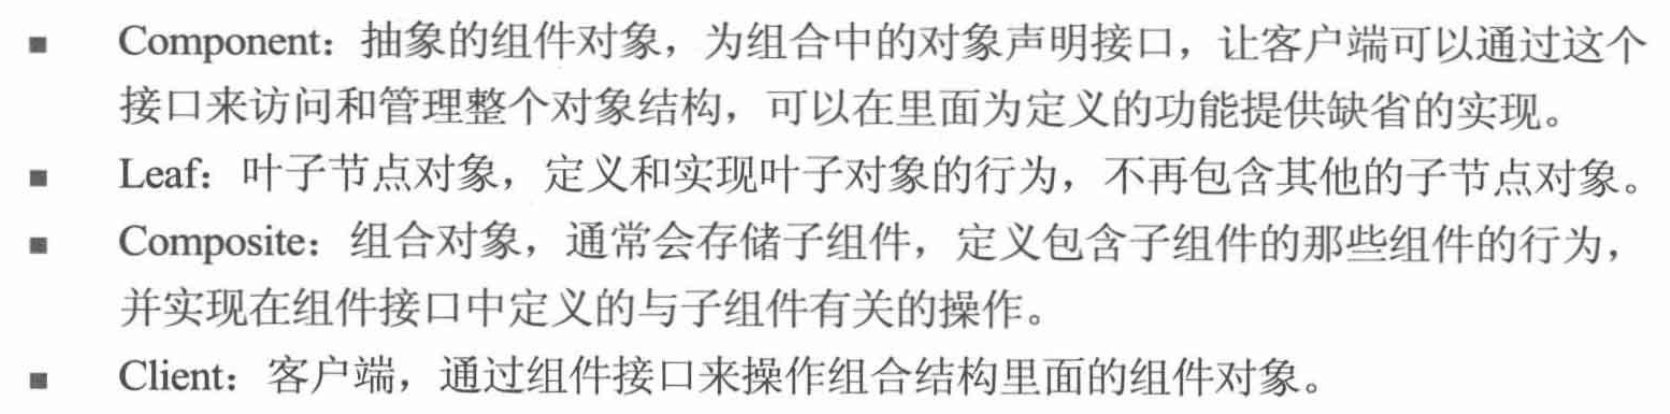 ■ Component：抽象的组件对象，为组合中的对象声明接口，让客户端可以通过这个
接口来访问和管理整个对象结构，可以在里面为定义的功能提供缺省的实现。
■ Leaf：叶子节点对象，定义和实现叶子对象的行为，不再包含其他的子节点对象。
■ Composite：组合对象，通常会存储子组件，定义包含子组件的那些组件的行为，
并实现在组件接口中定义的与子组件有关的操作。
■ Client：客户端，通过组件接口来操作组合结构里面的组件对象。